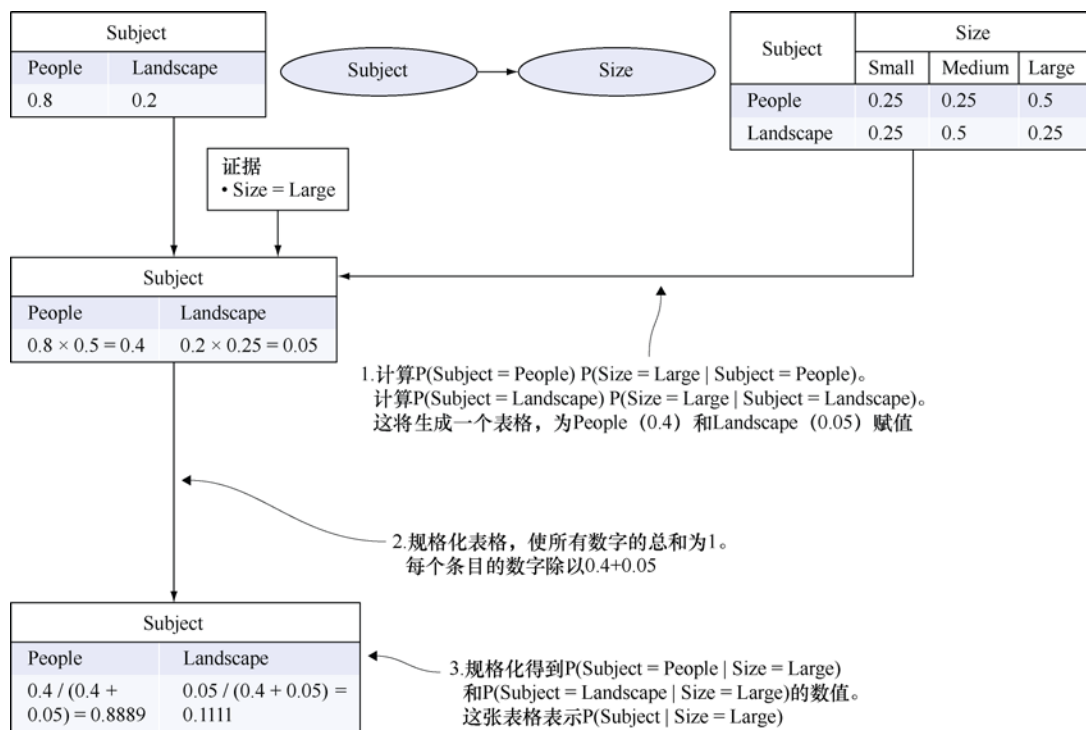 Subject
People Landscape
0.8 0.2
Subject
Size
Subject
Size
Small Medium Large
People 0.25 0.25 0.5
Landscape 0.25 0.5 0.25
证据
• Size = Large
Subject
People Landscape
0.8 × 0.5 = 0.4 0.2 × 0.25 = 0.05
1.计算P(Subject = People) P(Size = Large | Subject = People)。
计算P(Subject = Landscape) P(Size = Large | Subject = Landscape)。
这将生成一个表格，为People（0.4）和Landscape（0.05）赋值
2.规格化表格，使所有数字的总和为1。
每个条目的数字除以0.4+0.05
Subject
People Landscape
0.4 / (0.4 + 0.05 / (0.4 + 0.05) =
0.05) = 0.8889 0.1111
3.规格化得到P(Subject = People | Size = Large)
和P(Subject = Landscape | Size = Large)的数值。
这张表格表示P(Subject | Size = Large)